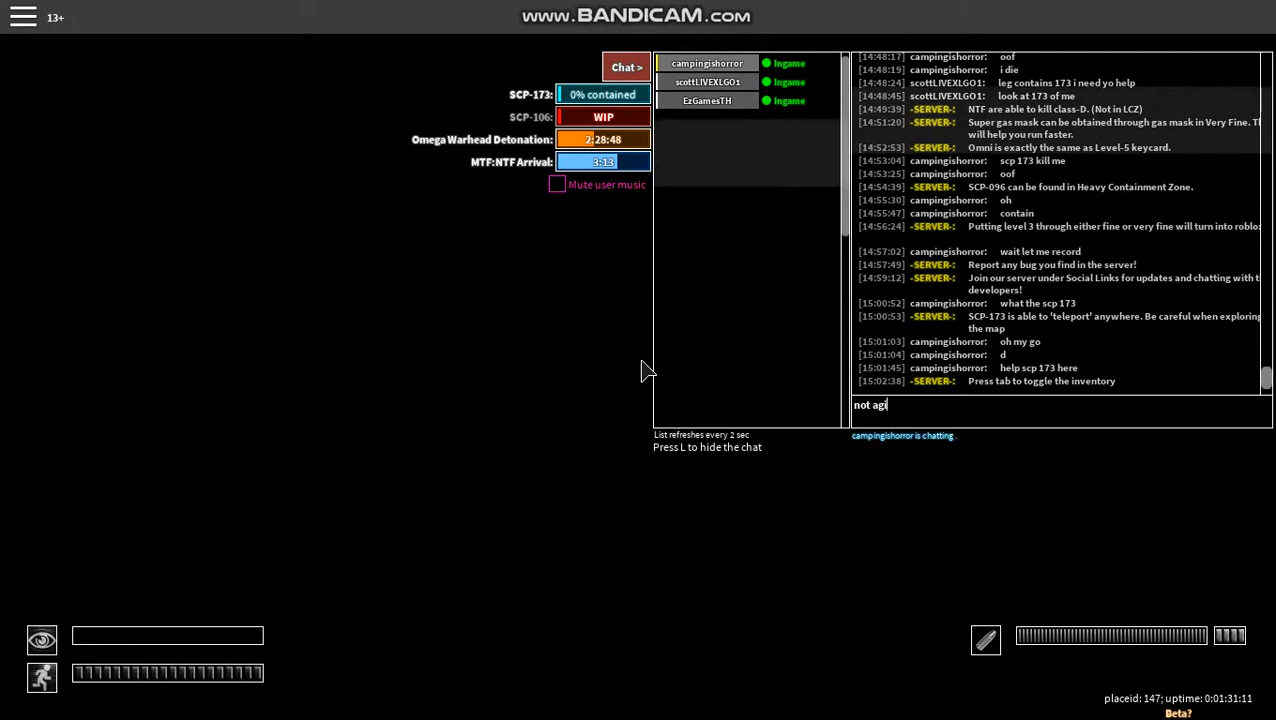 13+
www.BANDICAM.COM
Chat >
SCP-173: 0% contained
SCP-106: WIP
Omega Warhead Detonation: 2:28:48
MTF:NTF Arrival: 3:13
Mute user music
campingishorror Ingame
scottLIVEXLGO1 Ingame
EzGamesTH Ingame
List refreshes every 2 sec
Press L to hide the chat
[14:48:17] campingishorror: oof
[14:48:19] campingishorror: i die
[14:48:24] scottLIVEXLGO1: leg contains 173 i need yo help
[14:48:45] scottLIVEXLGO1: look at 173 of me
[14:49:39] -SERVER-: NTF are able to kill class-D. (Not in LCZ)
[14:51:20] -SERVER-: Super gas mask can be obtained through gas mask in Very Fine.
will help you run faster.
[14:52:53] -SERVER-: Omni is exactly the same as Level-5 keycard.
[14:53:04] campingishorror: scp 173 kill me
[14:53:25] campingishorror: oof
[14:54:39] -SERVER-: SCP-096 can be found in Heavy Containment Zone.
[14:55:30] campingishorror: oh
[14:55:47] campingishorror: contain
[14:56:24] -SERVER-: Putting level 3 through either fine or very fine will turn into roblo
[14:57:02] campingishorror: wait let me record
[14:57:49] -SERVER-: Report any bug you find in the server!
[14:59:12] -SERVER-: Join our server under Social Links for updates and chatting with t
developers!
[15:00:52] campingishorror: what the scp 173
[15:00:53] -SERVER-: SCP-173 is able to 'teleport' anywhere. Be careful when exploring
the map
[15:01:03] campingishorror: oh my go
[15:01:04] campingishorror: d
[15:01:45] campingishorror: help scp 173 here
[15:02:38] -SERVER-: Press tab to toggle the inventory
not agi
campingishorror is chatting .
placeid: 147; uptime: 0:01:31:11
Beta?